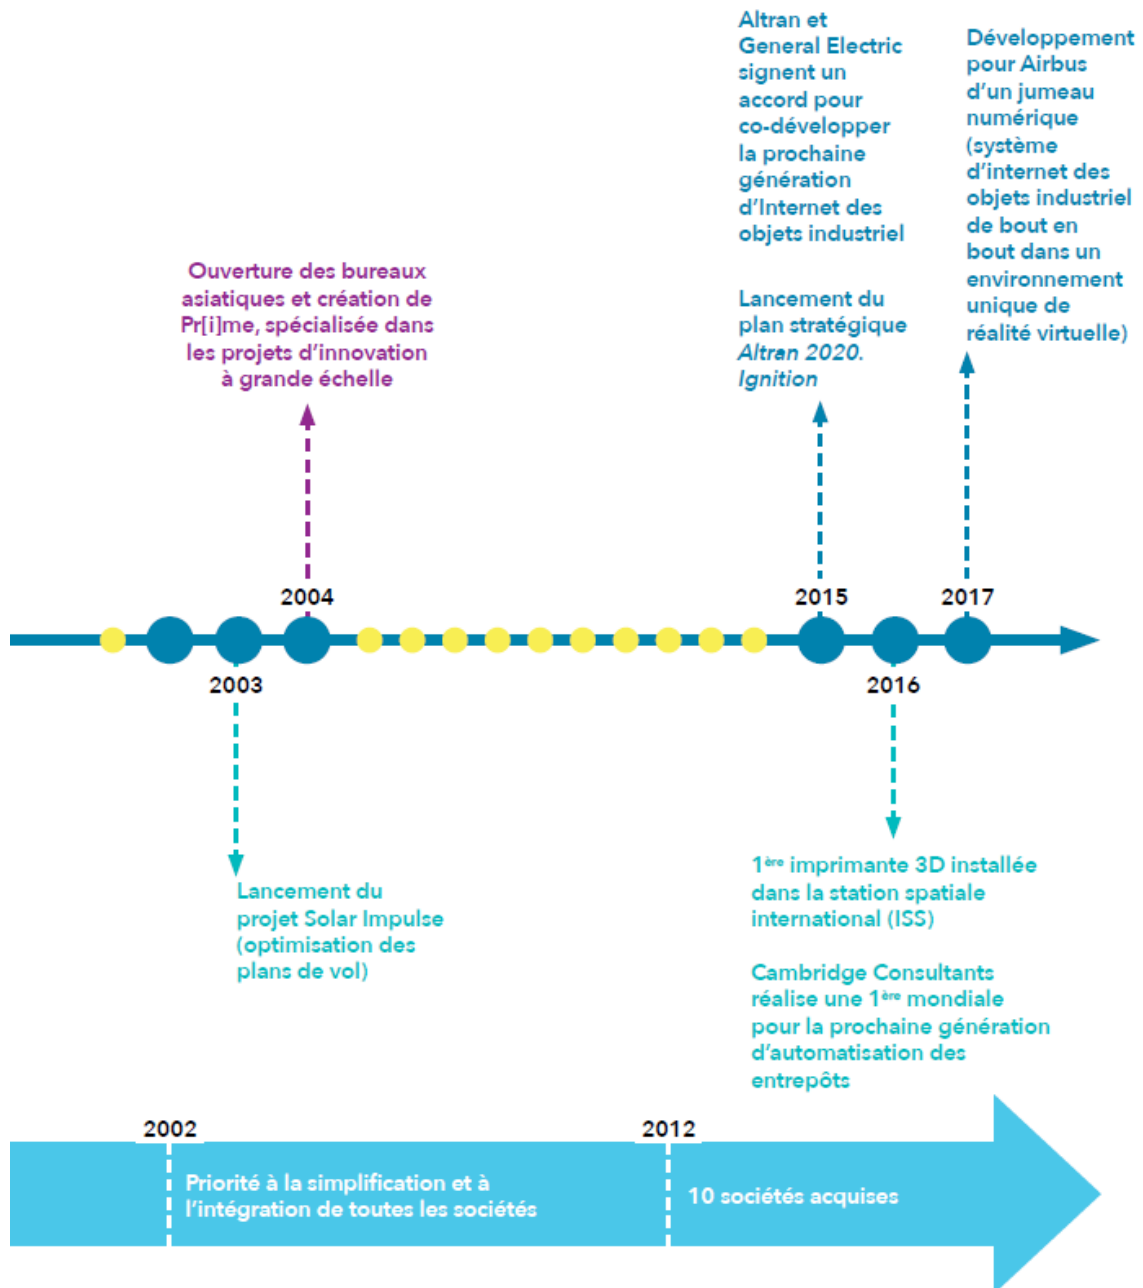 Altran et
General Electric
signent un
accord pour
co-développer
la prochaine
génération
d'Internet des
objets industriel
Lancement du
plan stratégique
Altran 2020.
Ignition
Développement
pour Airbus
d'un jumeau
numérique
(système
d'internet des
objets industriel
de bout en
bout dans un
environnement
unique de
réalité virtuelle)
Ouverture des bureaux
asiatiques et création de
Pr[i]me, spécialisée dans
les projets d'innovation
à grande échelle
2004
2015
2017
2003
2016
Lancement du
projet Solar Impulse
(optimisation des
plans de vol)
1ère imprimante 3D installée
dans la station spatiale
international (ISS)
Cambridge Consultants
réalise une 1ère mondiale
pour la prochaine génération
d'automatisation des
entrepôts
2002
2012
Priorité à la simplification et à
l'intégration de toutes les sociétés
10 sociétés acquises